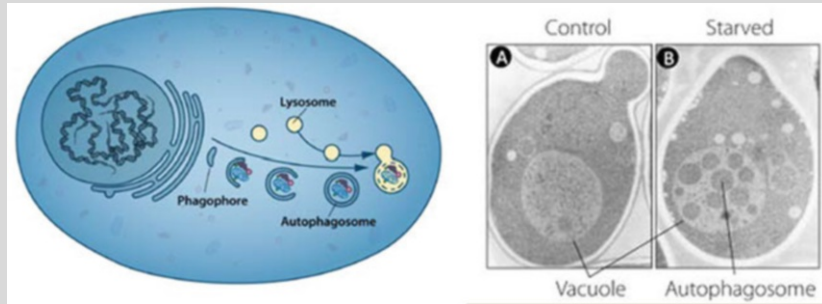 Lysosome
Phagophore
Autophagosome
Control
Starved
A
B
Vacuole
Autophagosome